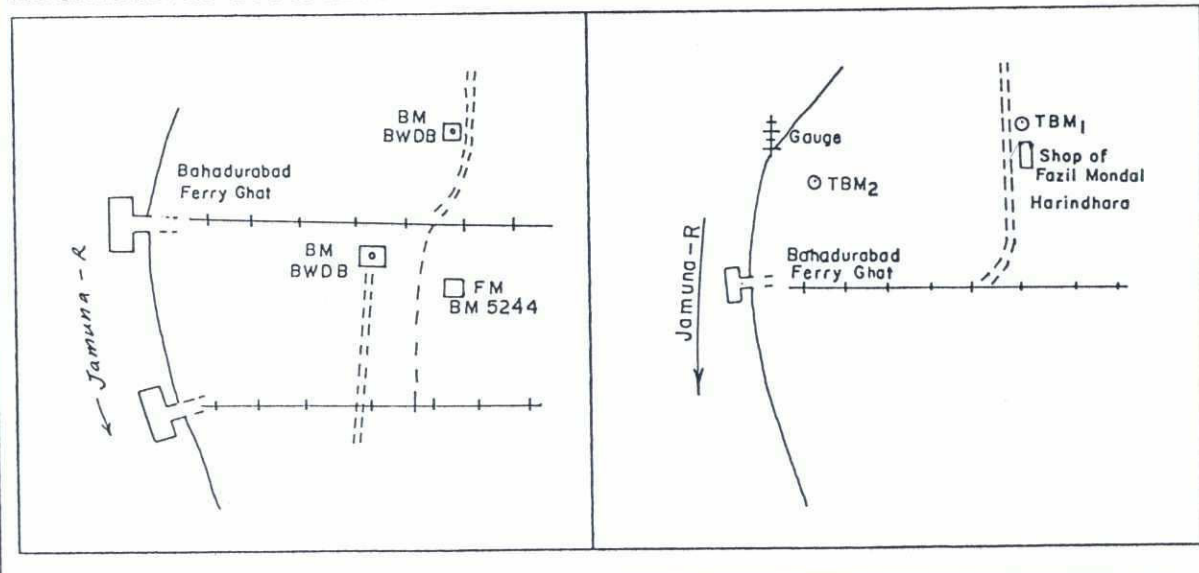 BM
BWDB
Bahadurabad
Ferry Ghat
BM
BWDB
FM
BM 5244
Jamuna - R
Gauge
TBM1
TBM2
Shop of
Fazil Mondal
Harindhara
Bahadurabad
Ferry Ghat
Jamuna - R